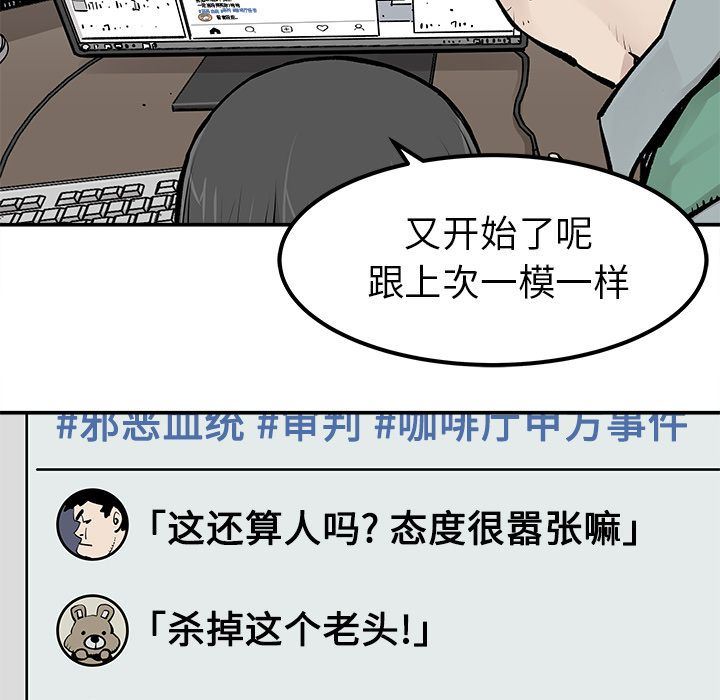 又开始了呢
跟上次一模一样
#邪恶血统 #审判 #咖啡厅甲方事件
「这还算人吗? 态度很嚣张嘛」
「杀掉这个老头!」